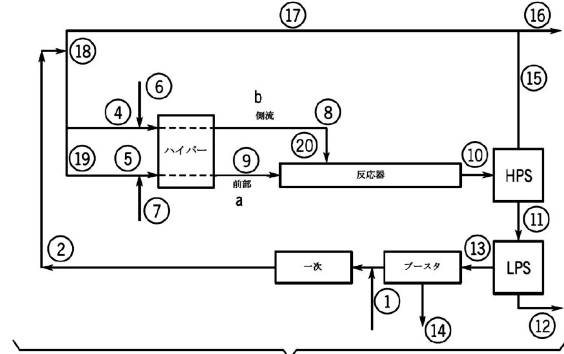 ⑰
⑯
⑱
⑥
b
⑮
④
側流
⑧
ハイパー
⑲
⑤
⑨
⑳
反応器
⑩
HPS
前部
a
⑦
⑪
②
一次
ブースタ
⑬
LPS
①
⑭
⑫